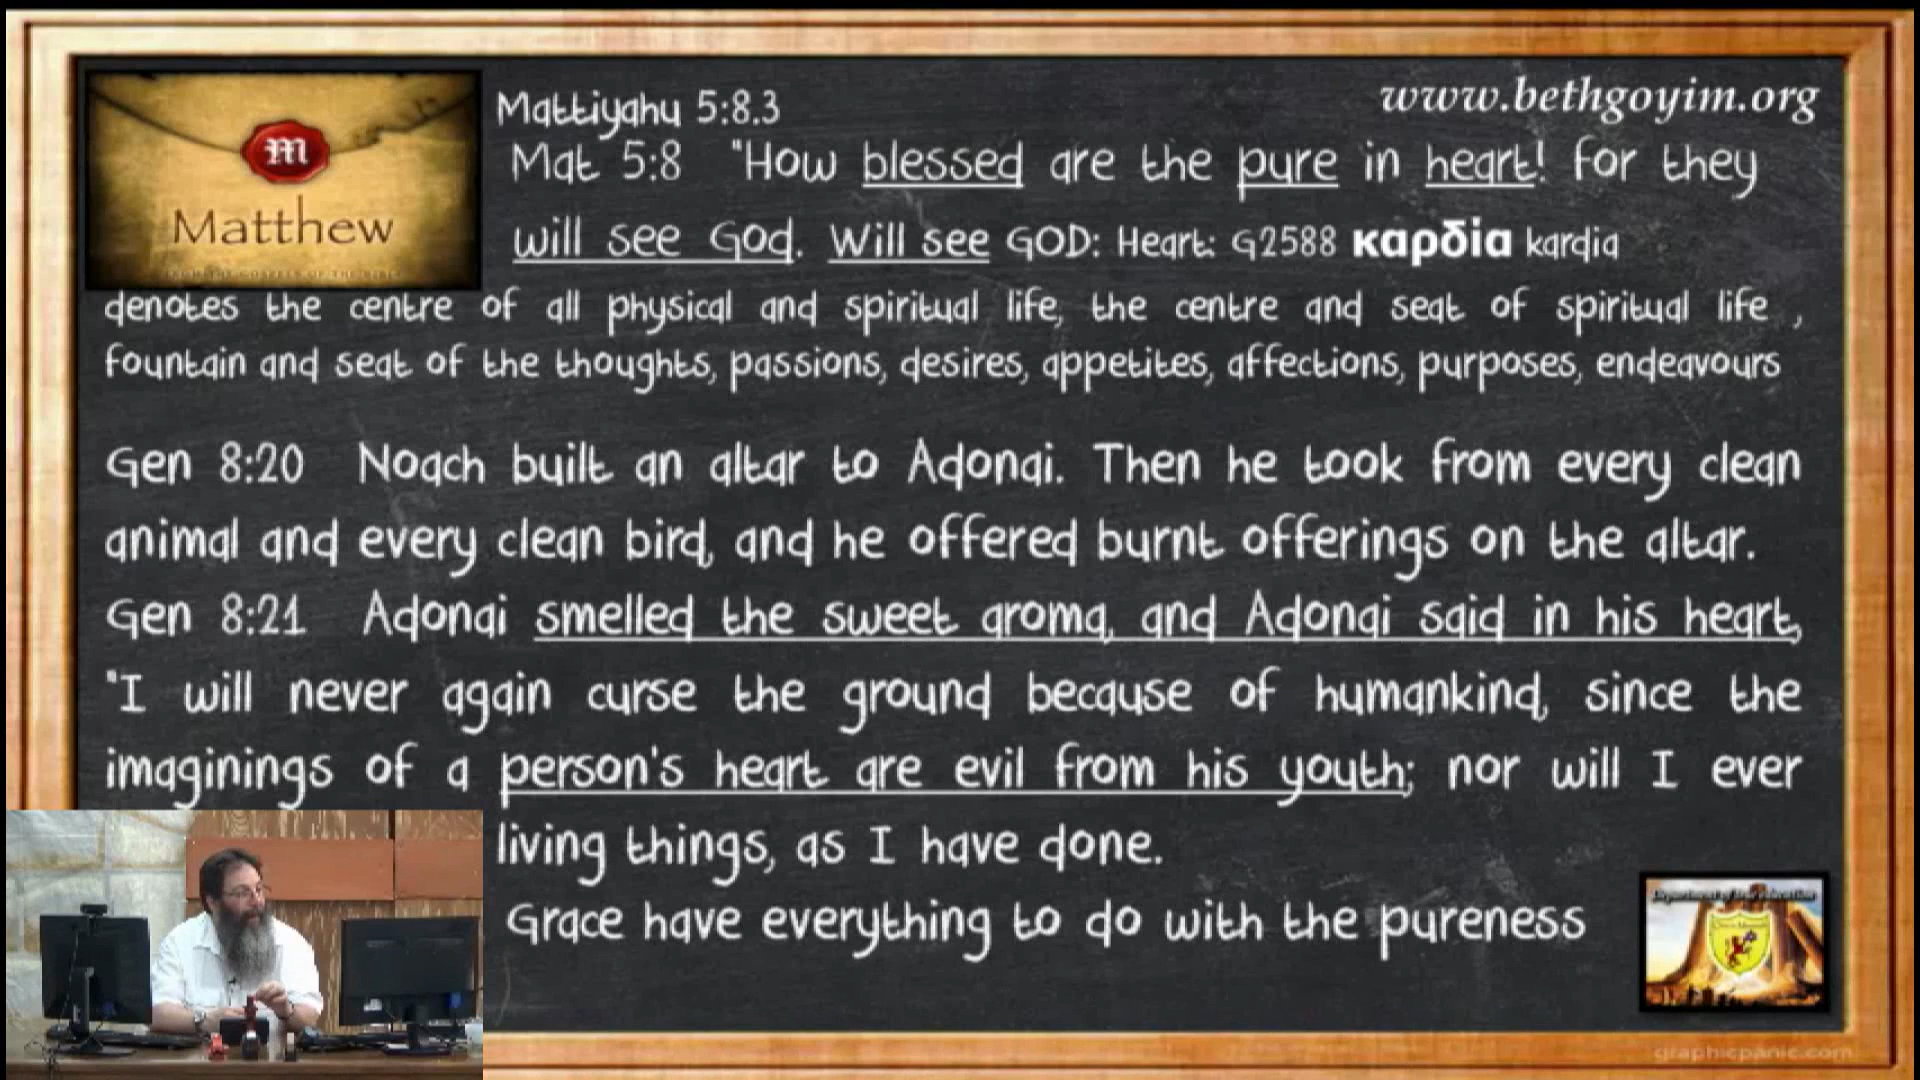 www.bethgoyim.org
M
Matthew
Mattiyahu 5:8.3
Mat 5:8 "How blessed are the pure in heart! for they
will see God. Will see GOD: Heart: G2588 καρδία kardia
denotes the centre of all physical and spiritual life, the centre and seat of spiritual life ,
fountain and seat of the thoughts, passions, desires, appetites, affections, purposes, endeavours
Gen 8:20 Noach built an altar to Adonai. Then he took from every clean
animal and every clean bird, and he offered burnt offerings on the altar.
Gen 8:21 Adonai smelled the sweet aroma, and Adonai said in his heart,
"I will never again curse the ground because of humankind, since the
imaginings of a person's heart are evil from his youth; nor will I ever
living things, as I have done.
Grace have everything to do with the pureness
graphicpanic.com